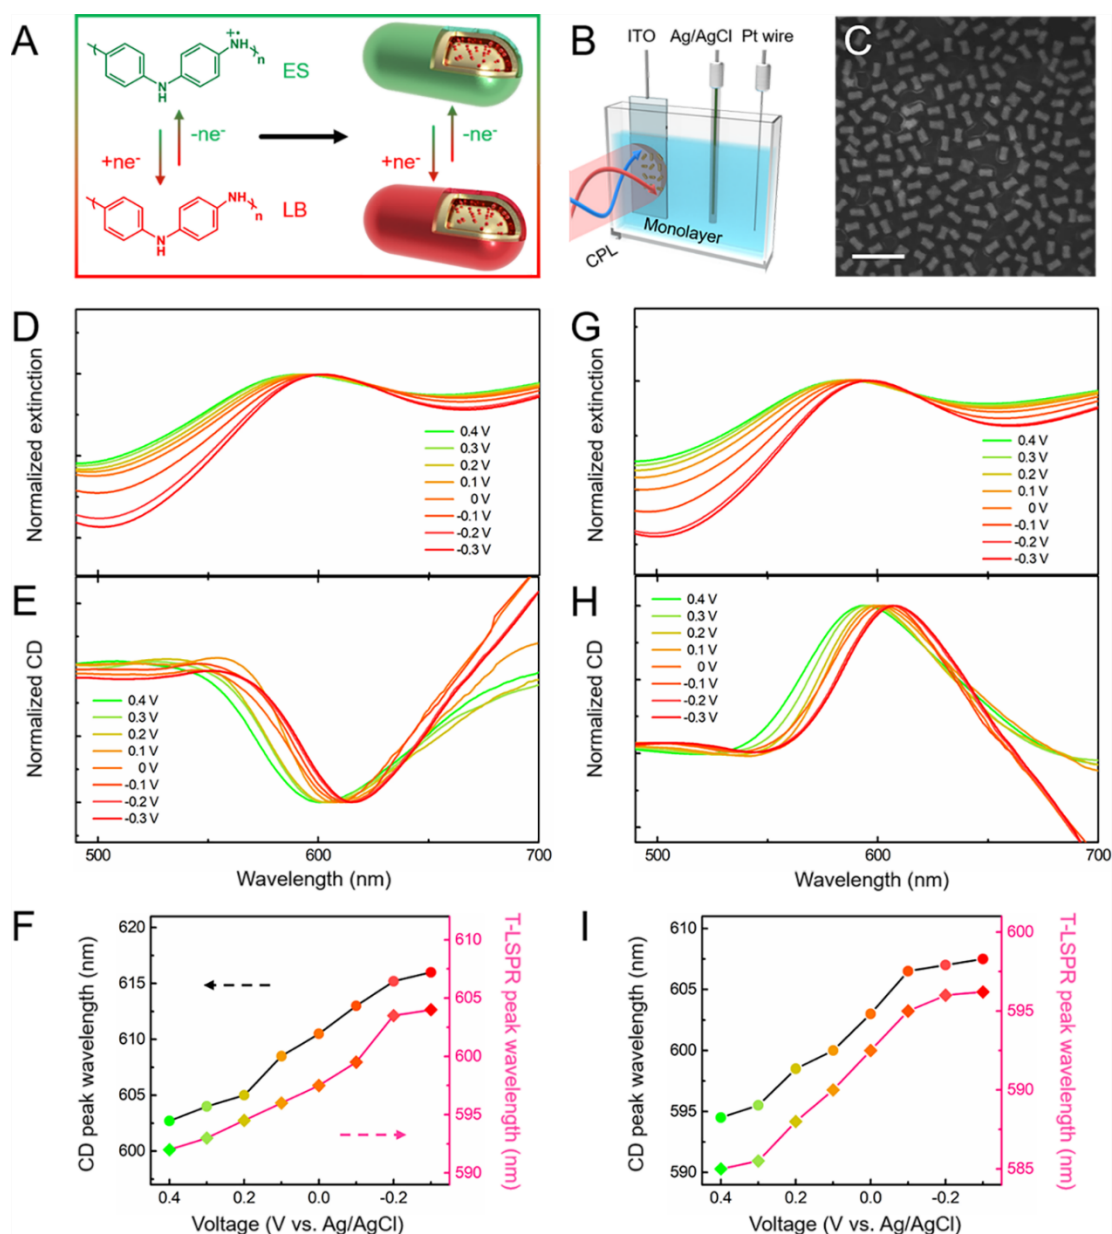 A
NH
n
N
H
ES
-ne⁻
+ne⁻
NH
n
N
H
LB
-ne⁻
+ne⁻
B
ITO
Ag/AgCl
Pt wire
Monolayer
CPL
C
D
Normalized extinction
0.4 V
0.3 V
0.2 V
0.1 V
0 V
-0.1 V
-0.2 V
-0.3 V
E
Normalized CD
0.4 V
0.3 V
0.2 V
0.1 V
0 V
-0.1 V
-0.2 V
-0.3 V
500
600
700
Wavelength (nm)
G
Normalized extinction
0.4 V
0.3 V
0.2 V
0.1 V
0 V
-0.1 V
-0.2 V
-0.3 V
H
Normalized CD
0.4 V
0.3 V
0.2 V
0.1 V
0 V
-0.1 V
-0.2 V
-0.3 V
500
600
700
Wavelength (nm)
F
CD peak wavelength (nm)
620
615
610
605
600
T-LSPR peak wavelength (nm)
610
605
600
595
590
0.4
0.2
0.0
-0.2
Voltage (V vs. Ag/AgCl)
I
CD peak wavelength (nm)
610
605
600
595
590
T-LSPR peak wavelength (nm)
600
595
590
585
0.4
0.2
0.0
-0.2
Voltage (V vs. Ag/AgCl)